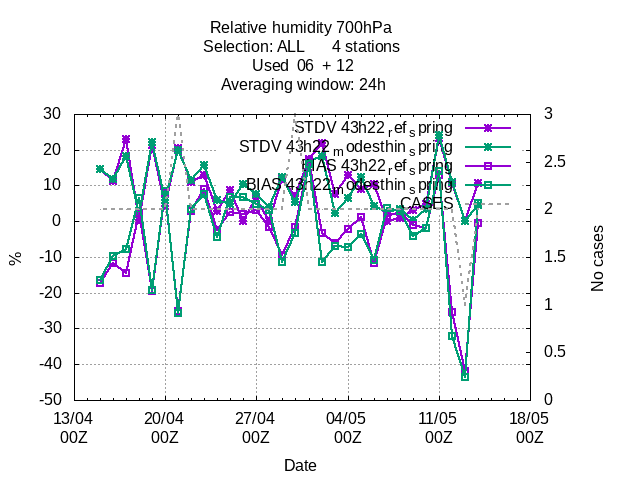 Relative humidity 700hPa
Selection: ALL 4 stations
Used 06 + 12
Averaging window: 24h
STDV 43h22_ref_spring
STDV 43h22_modesthin_spring
BIAS 43h22_ref_spring
BIAS 43h22_modesthin_spring
CASES
30
20
10
0
-10
-20
-30
-40
-50
%
3
2.5
2
1.5
1
0.5
0
No cases
13/04 20/04 27/04 04/05 11/05 18/05
00Z 00Z 00Z 00Z 00Z 00Z
Date